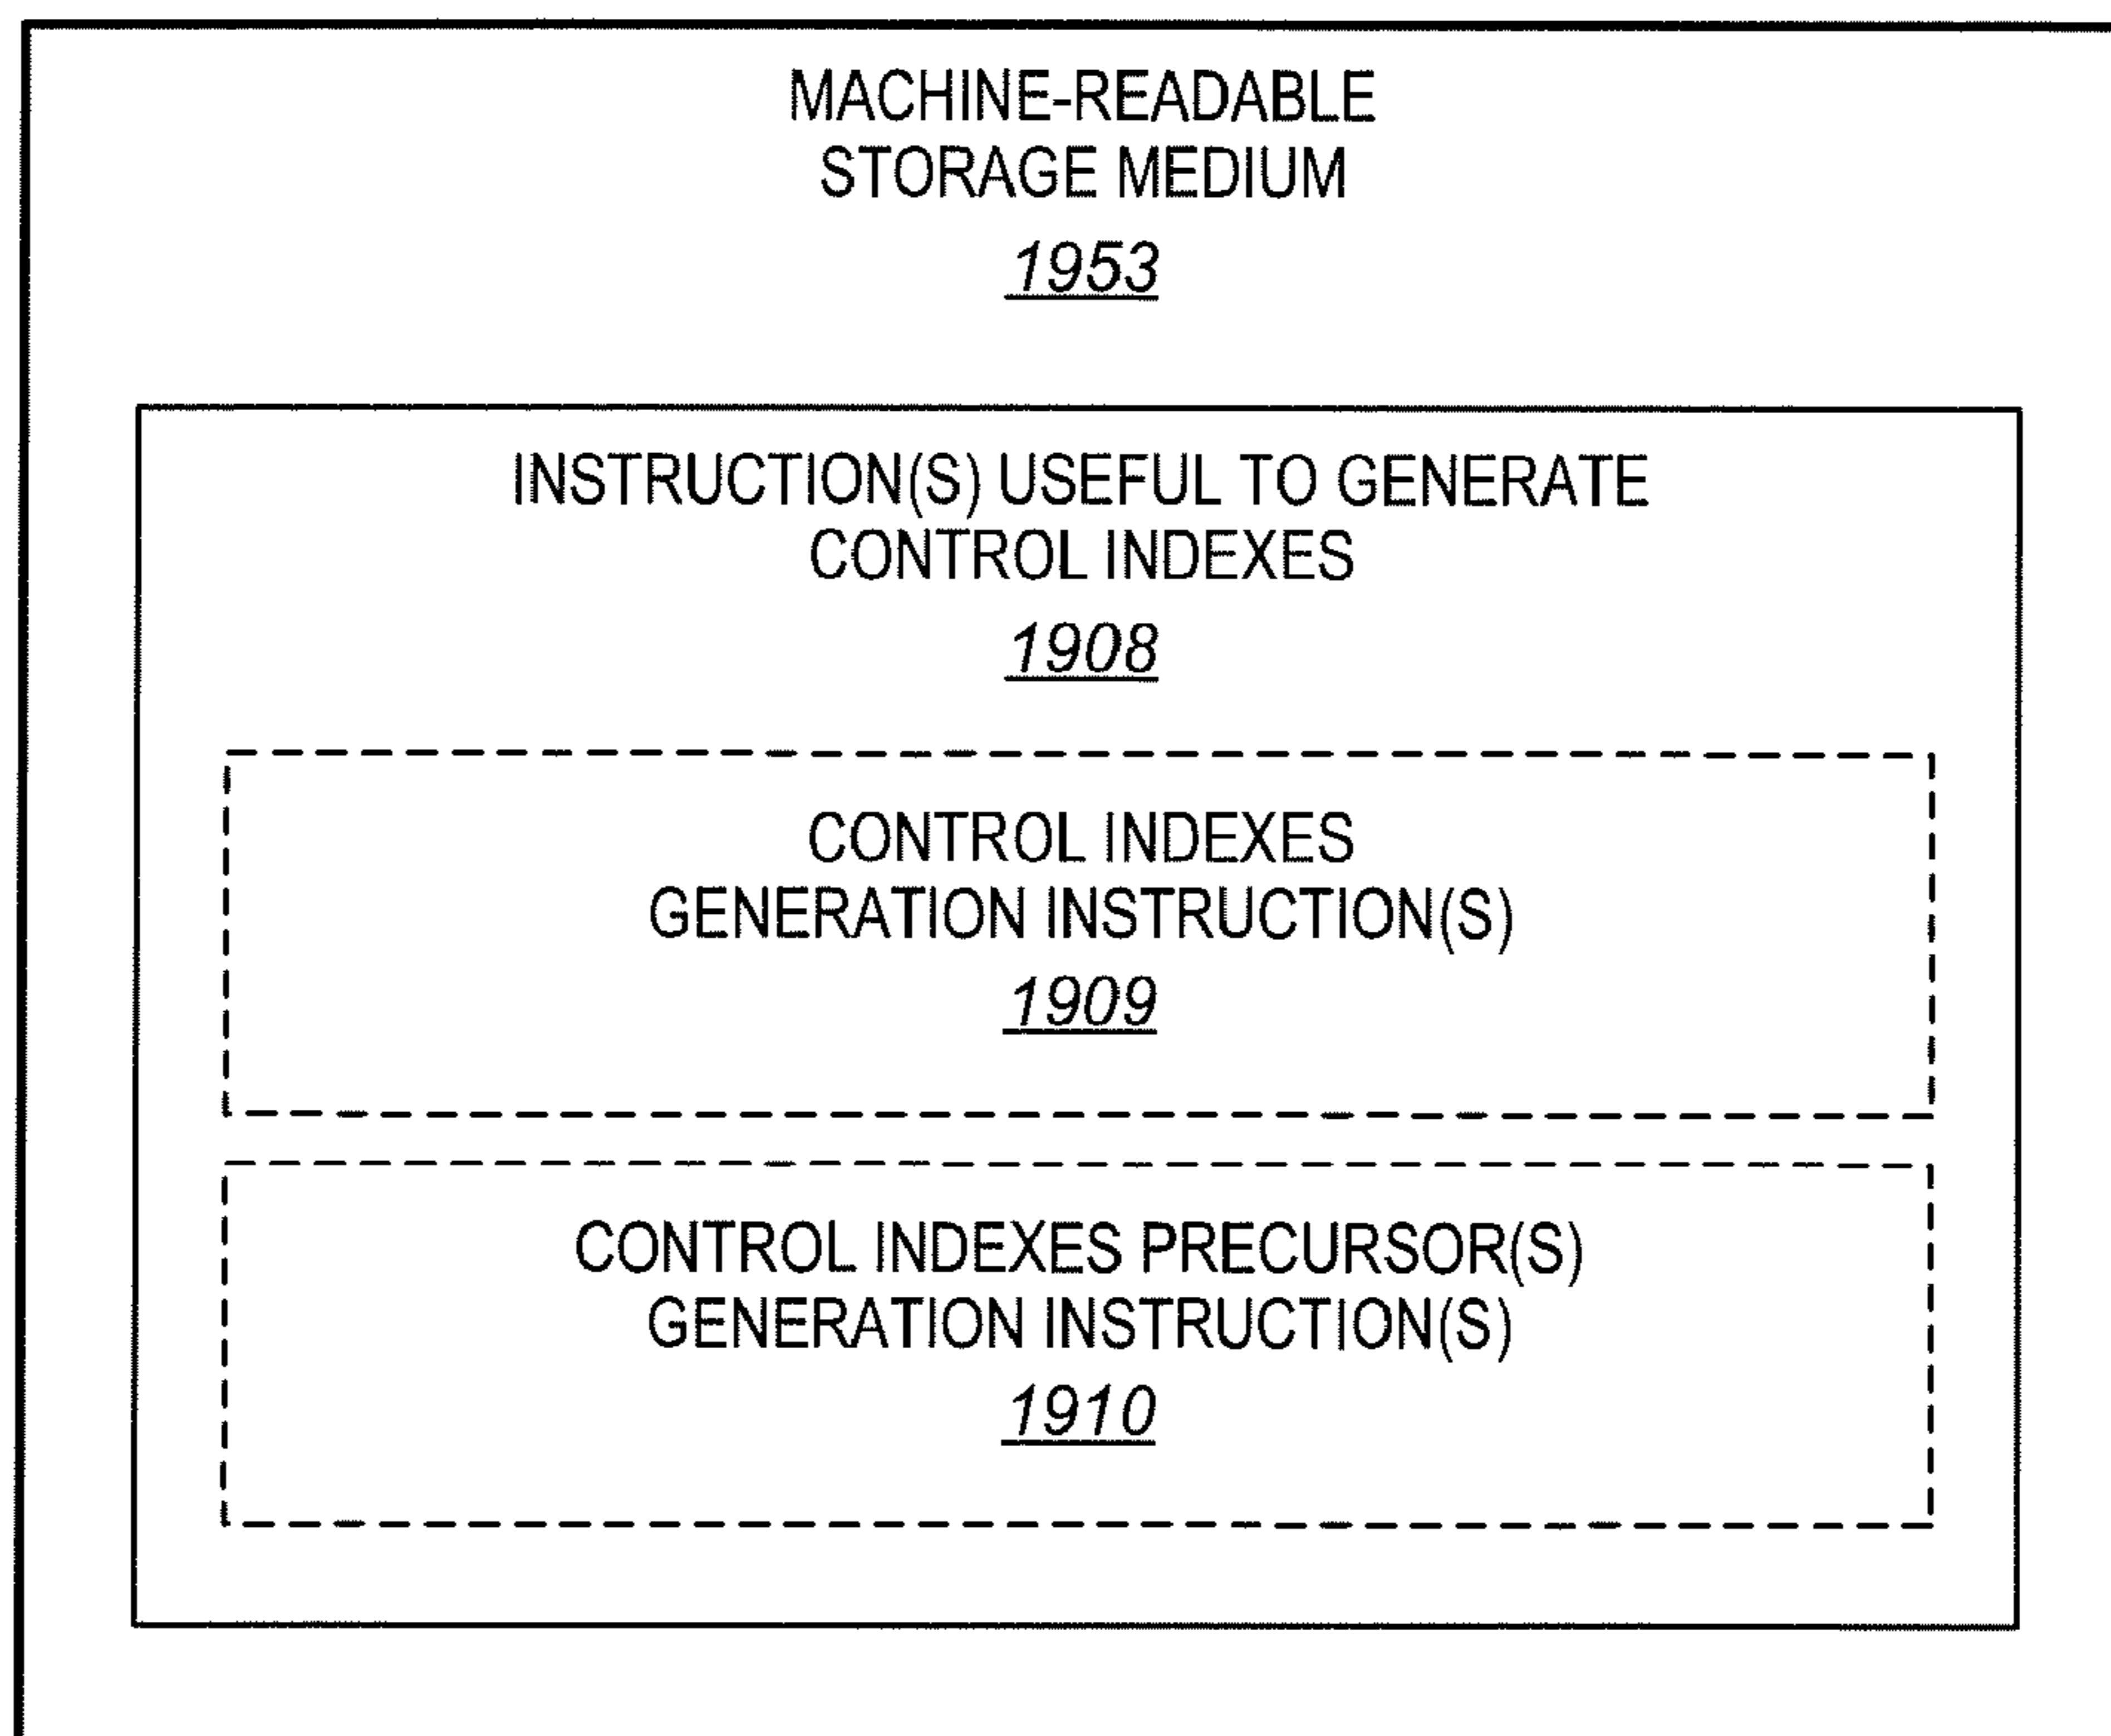 MACHINE-READABLE
STORAGE MEDIUM
1953
INSTRUCTION(S) USEFUL TO GENERATE
CONTROL INDEXES
1908
CONTROL INDEXES
GENERATION INSTRUCTION(S)
1909
CONTROL INDEXES PRECURSOR(S)
GENERATION INSTRUCTION(S)
1910